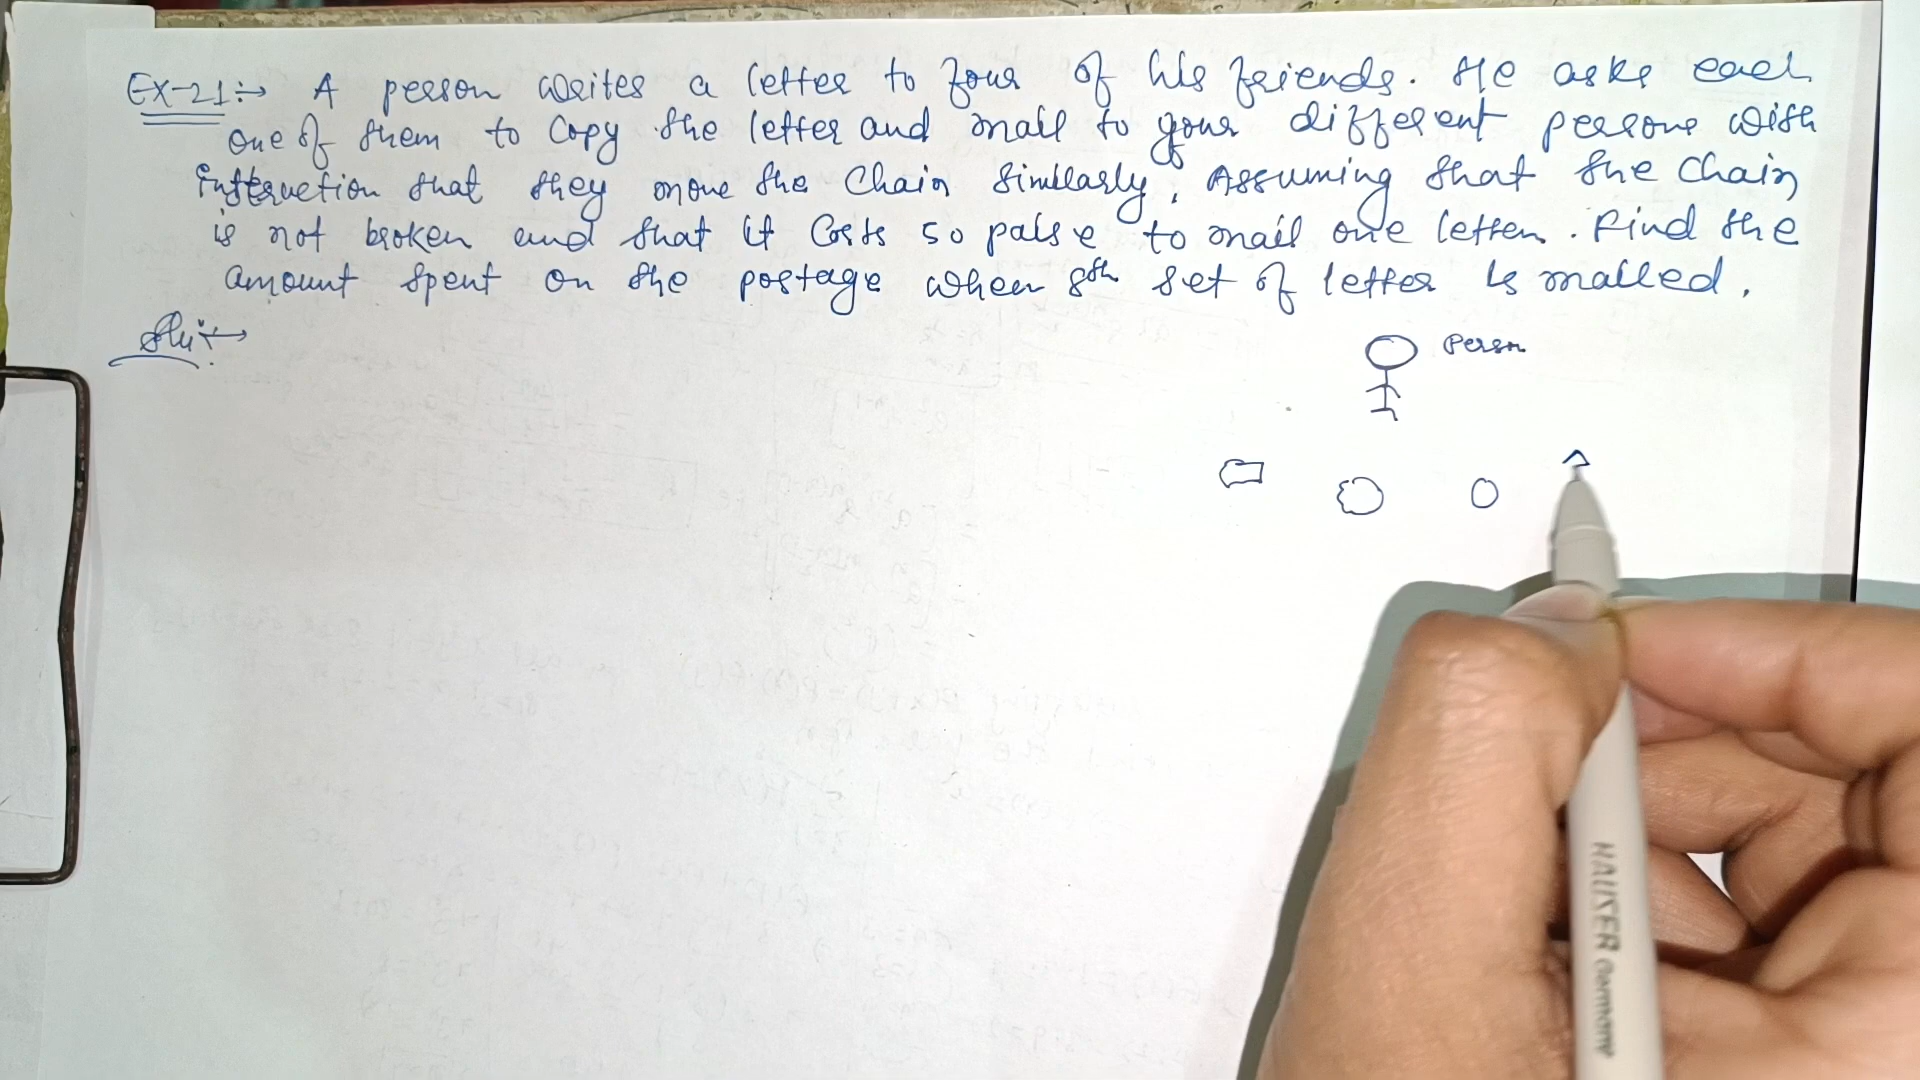 Ex-21:→ A person writes a letter to four of his friends. He asks each
one of them to copy the letter and mail to four different persons with
instruction that they move the chain similarly. Assuming that the chain
is not broken and that it costs 50 paise to mail one letter. Find the
amount spent on the postage when 8th set of letter is mailed.
Person
HAUSER GERMANY